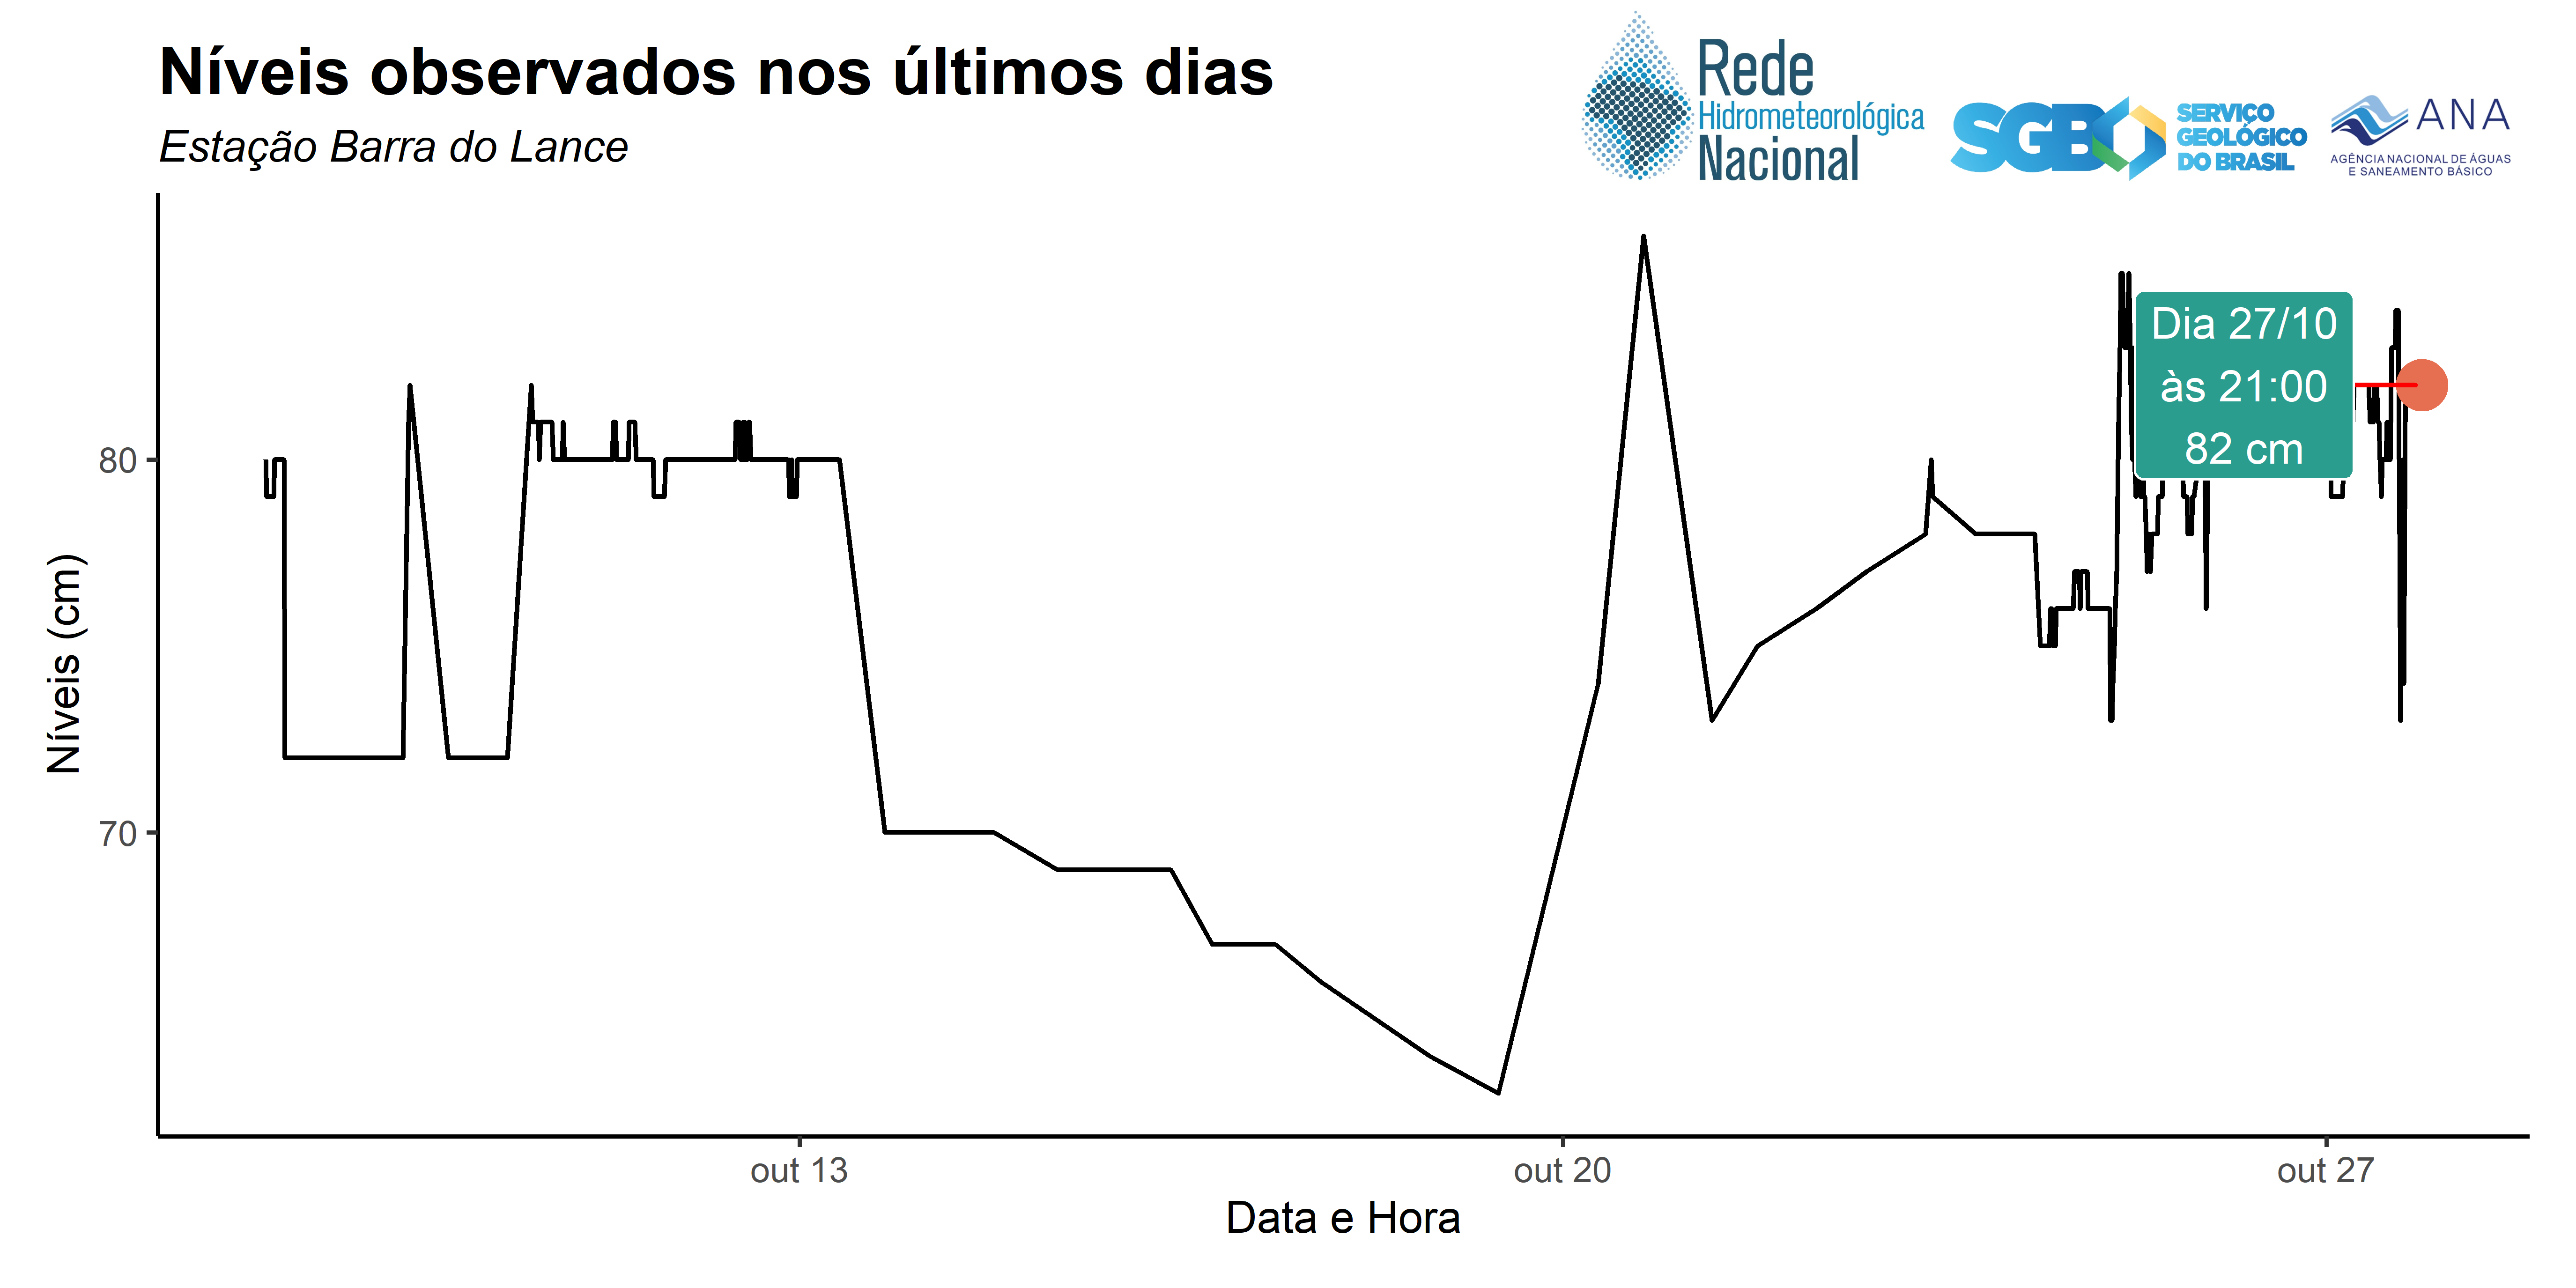 Níveis observados nos últimos dias
Estação Barra do Lance
Rede
Hidrometeorológica
Nacional
SGB
SERVIÇO
GEOLÓGICO
DO BRASIL
ANA
AGÊNCIA NACIONAL DE ÁGUAS
E SANEAMENTO BÁSICO
Dia 27/10
às 21:00
82 cm
80
70
Níveis (cm)
out 13
out 20
out 27
Data e Hora